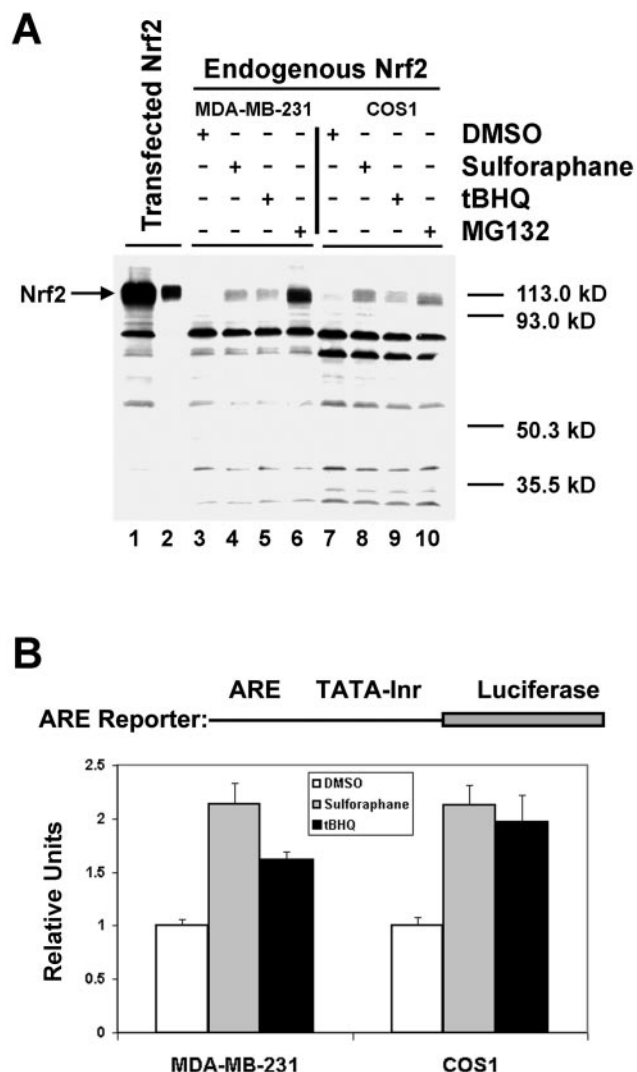 A
Transfected Nrf2
Endogenous Nrf2
MDA-MB-231 COS1
+ – – – + – – – DMSO
– + – – – + – – Sulforaphane
– – + – – – + – tBHQ
– – – + – – – + MG132
Nrf2
113.0 kD
93.0 kD
50.3 kD
35.5 kD
1 2 3 4 5 6 7 8 9 10
B
ARE TATA-Inr Luciferase
ARE Reporter:
Relative Units
2.5
2
1.5
1
0.5
0
DMSO
Sulforaphane
tBHQ
MDA-MB-231 COS1